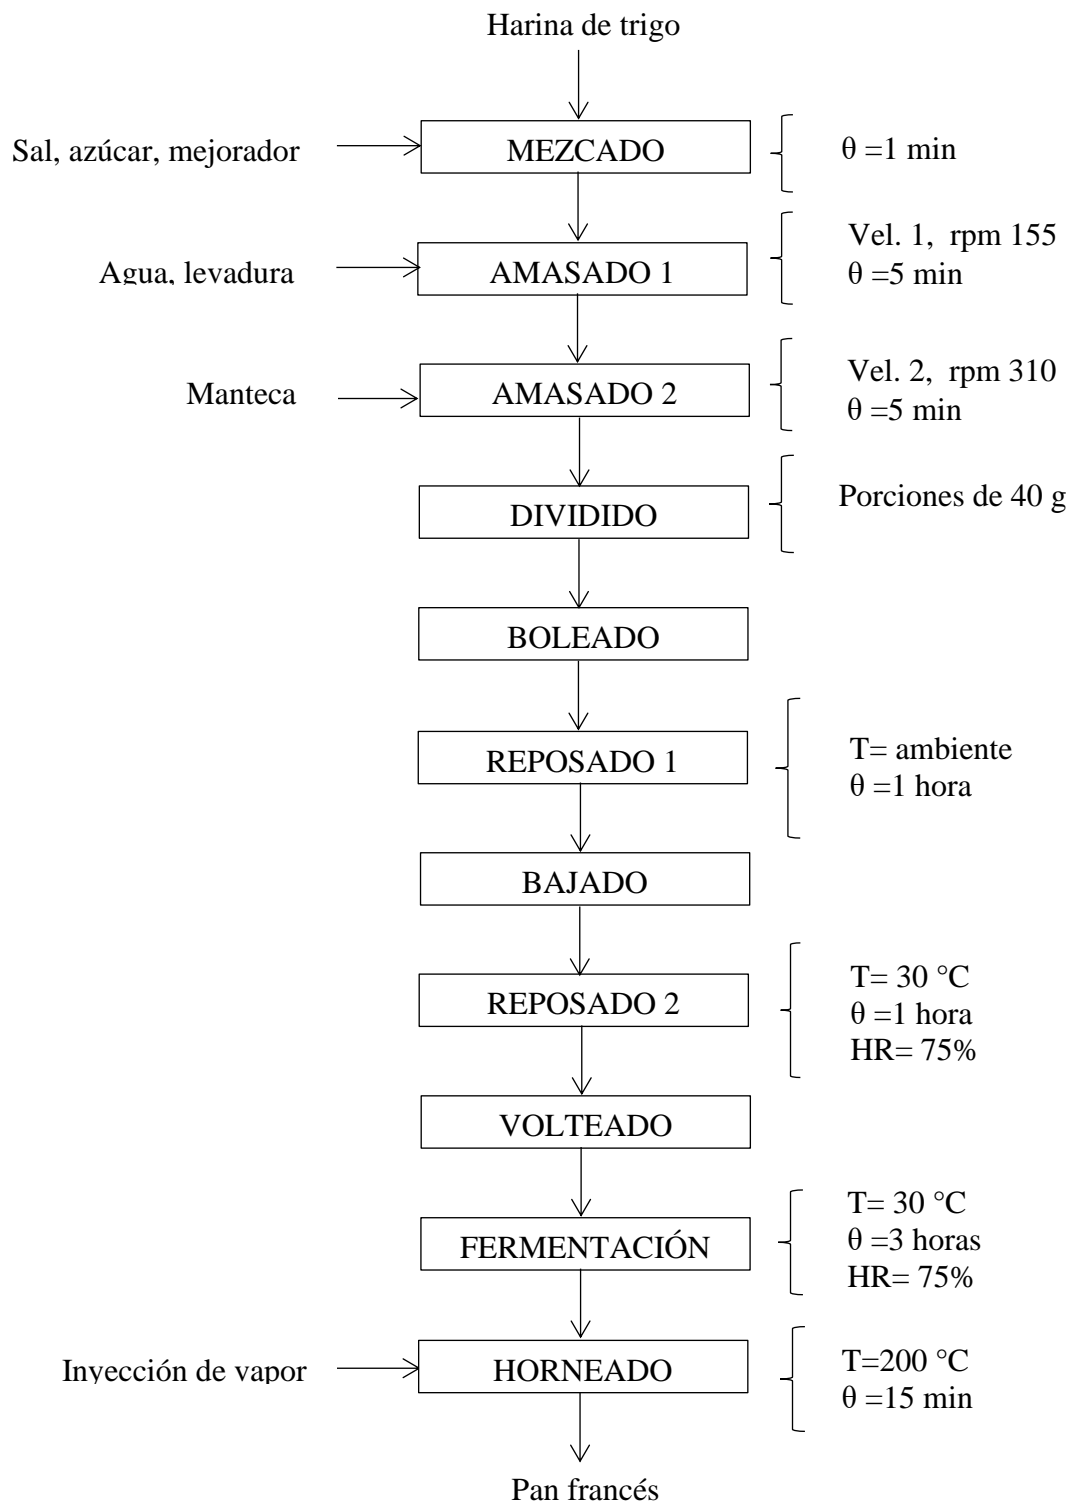 Harina de trigo
Sal, azúcar, mejorador
MEZCADO
θ =1 min
Agua, levadura
AMASADO 1
Vel. 1, rpm 155
θ =5 min
Manteca
AMASADO 2
Vel. 2, rpm 310
θ =5 min
DIVIDIDO
Porciones de 40 g
BOLEADO
REPOSADO 1
T= ambiente
θ =1 hora
BAJADO
REPOSADO 2
T= 30 °C
θ =1 hora
HR= 75%
VOLTEADO
FERMENTACIÓN
T= 30 °C
θ =3 horas
HR= 75%
Inyección de vapor
HORNEADO
T=200 °C
θ =15 min
Pan francés